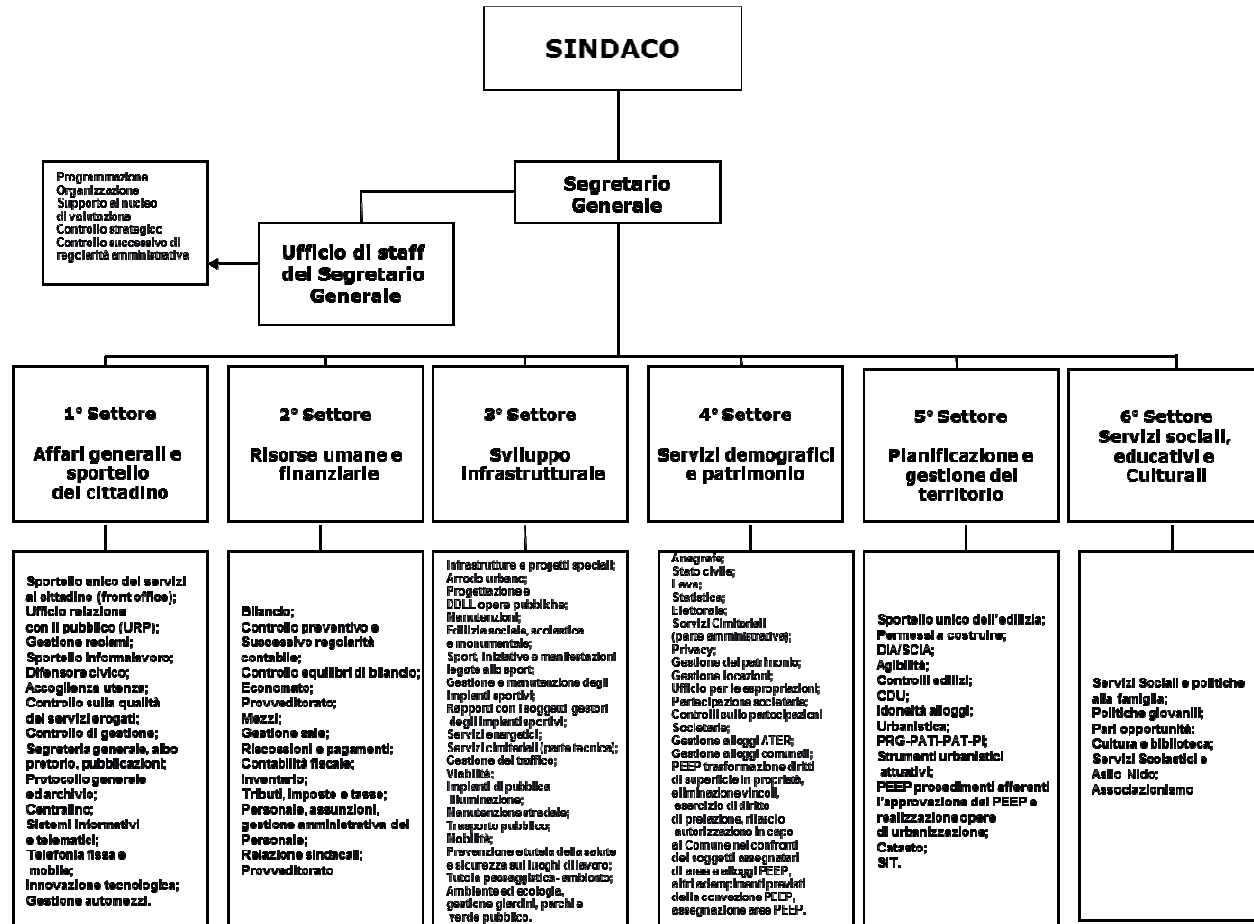 SINDACO
Segretario
Generale
Programmazione
Organizzazione
Supporto al nucleo
di valutazione
Controllo strategico
Controllo successivo di
regolarità amministrativa
Ufficio di staff
del Segretario
Generale
1° Settore
Affari generali e
sportello
del cittadino
2° Settore
Risorse umane e
finanziarie
3° Settore
Sviluppo
infrastrutturale
4° Settore
Servizi demografici
e patrimonio
5° Settore
Pianificazione e
gestione del
territorio
6° Settore
Servizi sociali,
educativi e
Culturali
Sportello unico dei servizi
al cittadino (front office);
Ufficio relazione
con il pubblico (URP);
Gestione reclami;
Sportello informalavoro;
Difensore civico;
Accoglienza utenza;
Controllo sulla qualità
dei servizi erogati;
Controllo di gestione;
Segreteria generale, albo
pretorio, pubblicazioni;
Protocollo generale
ed archivio;
Centralino;
Sistemi informativi
e telematici;
Telefonia fissa e
mobile;
Innovazione tecnologica;
Gestione automezzi.
Bilancio;
Controllo preventivo e
Successivo regolarità
contabile;
Controllo equilibri di bilancio;
Economato;
Provveditorato;
Mezzi;
Gestione sale;
Riscossioni e pagamenti;
Contabilità fiscale;
Inventario;
Tributi, imposte e tasse;
Personale, assunzioni,
gestione amministrativa del
Personale;
Relazione sindacali;
Provveditorato
Infrastrutture e progetti speciali;
Arredo urbano;
Progettazione e
DDLL opere pubbliche;
Manutenzioni;
Edilizia sociale, scolastica
e monumentale;
Sport, iniziative e manifestazioni
legate allo sport;
Gestione e manutenzione degli
Impianti sportivi;
Rapporti con i soggetti gestori
degli impianti sportivi;
Servizi energetici;
Servizi cimiteriali (parte tecnica);
Gestione del traffico;
Viabilità;
Impianti di pubblica
illuminazione;
Manutenzione stradale;
Trasporto pubblico;
Mobilità;
Prevenzione e tutela della salute
e sicurezza sui luoghi di lavoro;
Tutela paesaggistica - ambiente;
Ambiente ed ecologia,
gestione giardini, parchi e
verde pubblico.
Anagrafe;
Stato civile;
Leva;
Statistica;
Elettorale;
Servizi Cimiteriali
(parte amministrativa);
Privacy;
Gestione del patrimonio;
Gestione locazioni;
Ufficio per le espropriazioni;
Partecipazione societarie;
Controlli sulle partecipazioni
Societarie;
Gestione alloggi ATER;
Gestione alloggi comunali;
PEEP trasformazione diritti
di superficie in proprietà,
eliminazione vincoli,
esercizio di diritto
di prelazione, rilascio
autorizzazione in capo
al Comune nei confronti
dei soggetti assegnatari
di aree e alloggi PEEP,
altri adempimenti previsti
della convezione PEEP,
assegnazione aree PEEP.
Sportello unico dell'edilizia;
Permessi a costruire;
DIA/SCIA;
Agibilità;
Controlli edilizi;
CDU;
Idoneità alloggi;
Urbanistica;
PRG-PATI-PAT-PI;
Strumenti urbanistici
attuativi;
PEEP procedimenti afferenti
l'approvazione del PEEP e
realizzazione opere
di urbanizzazione;
Catasto;
SIT.
Servizi Sociali e politiche
alla famiglia;
Politiche giovanili;
Pari opportunità;
Cultura e biblioteca;
Servizi Scolastici e
Asilo Nido;
Associazionismo